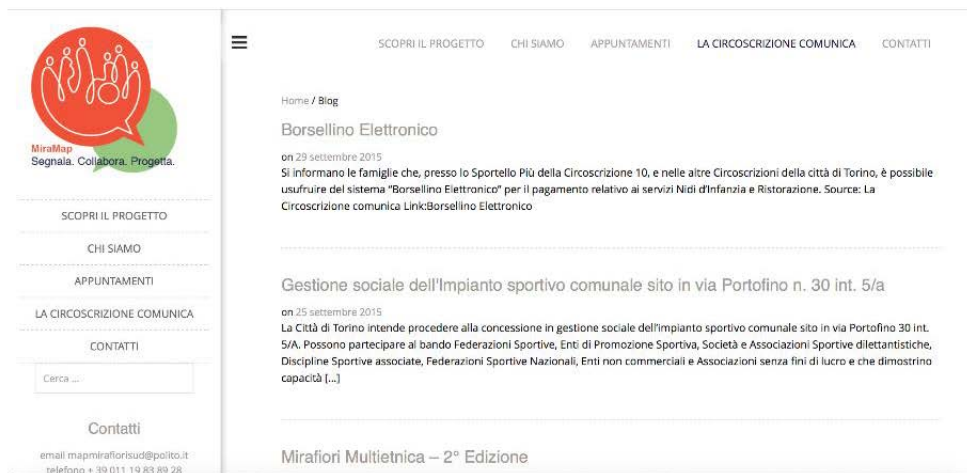 MiraMap
Segnala. Collabora. Progetta.
SCOPRI IL PROGETTO
CHI SIAMO
APPUNTAMENTI
LA CIRCOSCRIZIONE COMUNICA
CONTATTI
Cerca ...
Contatti
email mapmirafiorisud@polito.it
telefono + 39 011 19 83 89 28
SCOPRI IL PROGETTO CHI SIAMO APPUNTAMENTI LA CIRCOSCRIZIONE COMUNICA CONTATTI
Home / Blog
Borsellino Elettronico
on 29 settembre 2015
Si informano le famiglie che, presso lo Sportello Più della Circoscrizione 10, e nelle altre Circoscrizioni della città di Torino, è possibile
usufruire del sistema "Borsellino Elettronico" per il pagamento relativo ai servizi Nidi d'Infanzia e Ristorazione. Source: La
Circoscrizione comunica Link:Borsellino Elettronico
Gestione sociale dell'Impianto sportivo comunale sito in via Portofino n. 30 int. 5/a
on 25 settembre 2015
La Città di Torino intende procedere alla concessione in gestione sociale dell'impianto sportivo comunale sito in via Portofino 30 int.
5/A. Possono partecipare al bando Federazioni Sportive, Enti di Promozione Sportiva, Società e Associazioni Sportive dilettantistiche,
Discipline Sportive associate, Federazioni Sportive Nazionali, Enti non commerciali e Associazioni senza fini di lucro e che dimostrino
capacità [...]
Mirafiori Multietnica – 2° Edizione